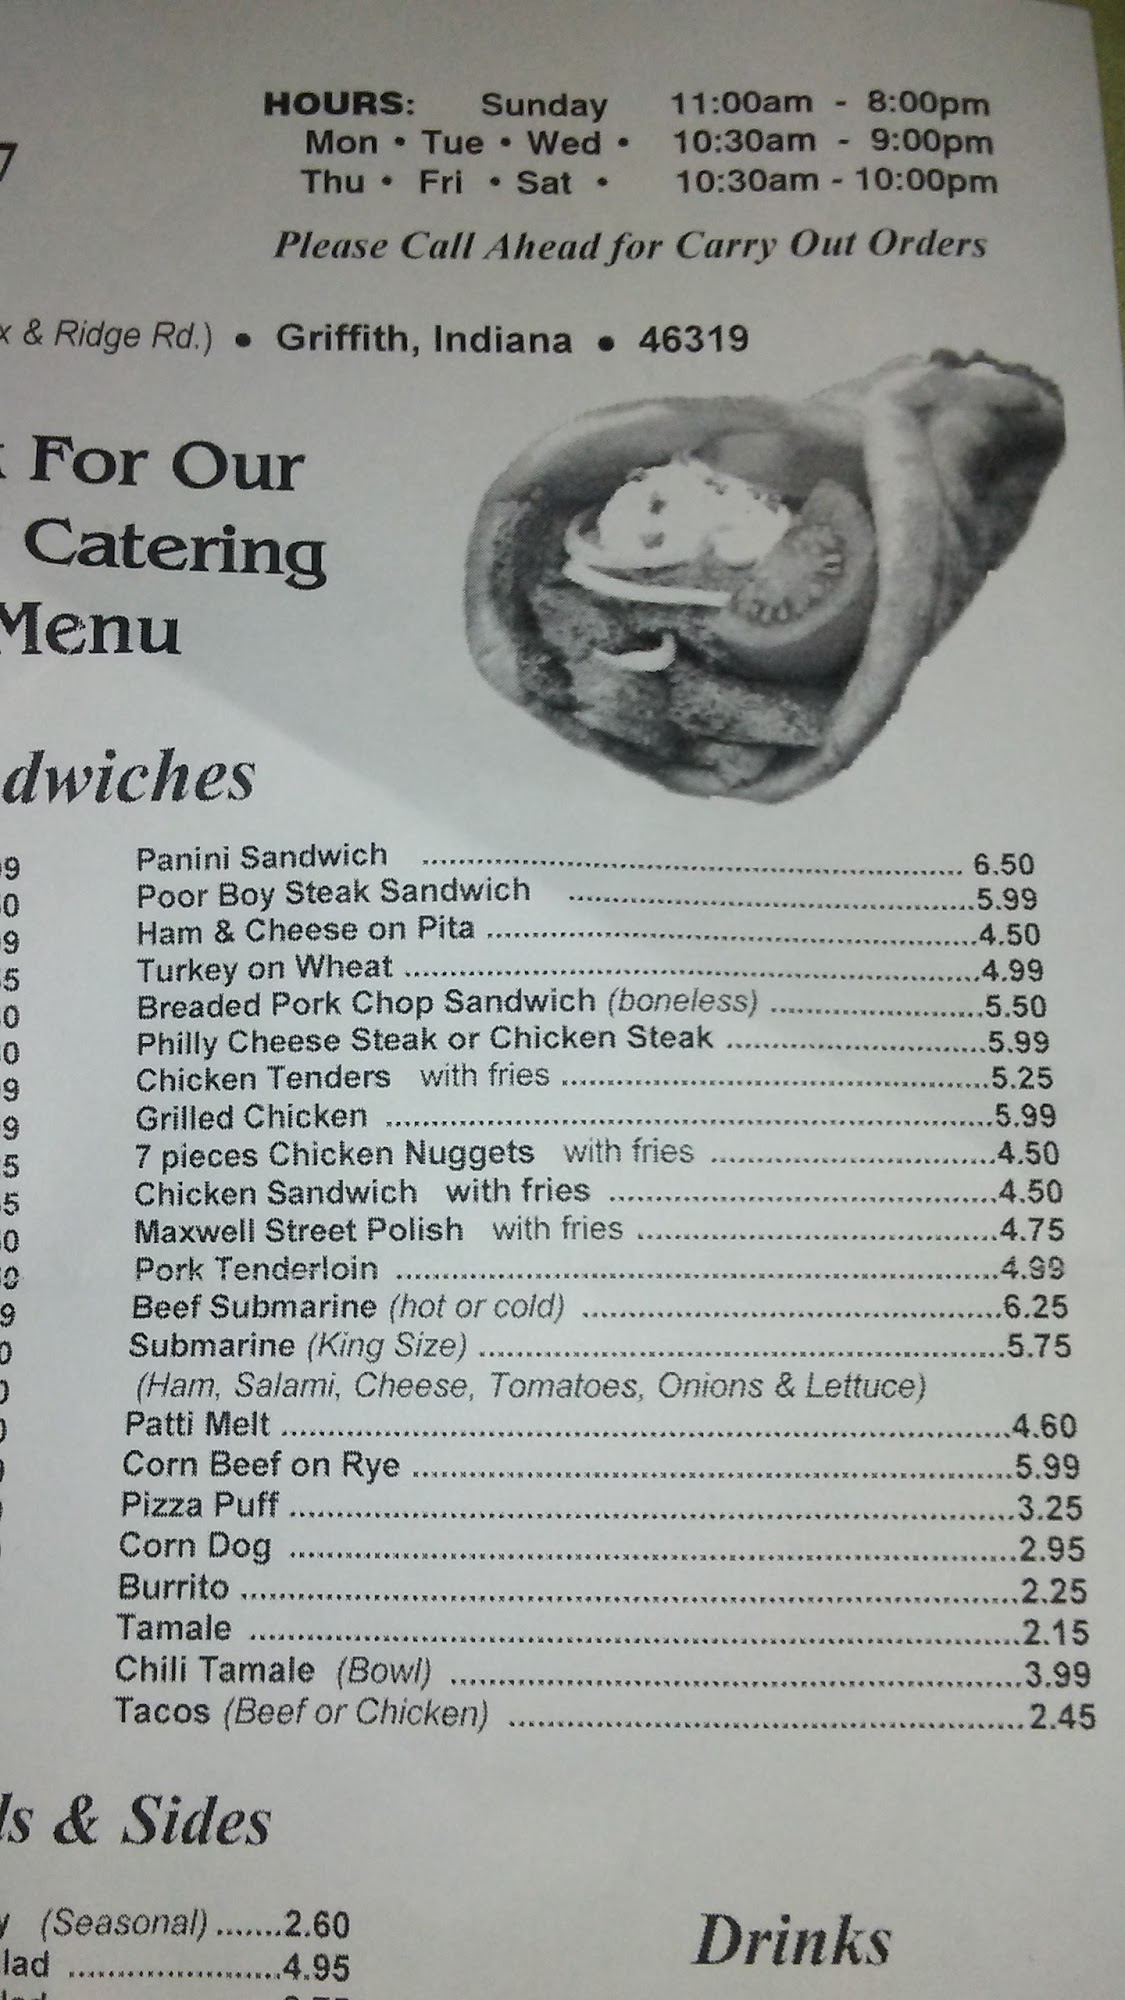 7
HOURS: Sunday 11:00am - 8:00pm
Mon • Tue • Wed • 10:30am - 9:00pm
Thu • Fri • Sat • 10:30am - 10:00pm
Please Call Ahead for Carry Out Orders
x & Ridge Rd.) • Griffith, Indiana • 46319
For Our
Catering
Menu
dwiches
Panini Sandwich ........ 6.50
Poor Boy Steak Sandwich ........ 5.99
Ham & Cheese on Pita ........ 4.50
Turkey on Wheat ........ 4.99
Breaded Pork Chop Sandwich (boneless) ........ 5.50
Philly Cheese Steak or Chicken Steak ........ 5.99
Chicken Tenders with fries ........ 5.25
Grilled Chicken ........ 5.99
7 pieces Chicken Nuggets with fries ........ 4.50
Chicken Sandwich with fries ........ 4.50
Maxwell Street Polish with fries ........ 4.75
Pork Tenderloin ........ 4.99
Beef Submarine (hot or cold) ........ 6.25
Submarine (King Size) ........ 5.75
(Ham, Salami, Cheese, Tomatoes, Onions & Lettuce)
Patti Melt ........ 4.60
Corn Beef on Rye ........ 5.99
Pizza Puff ........ 3.25
Corn Dog ........ 2.95
Burrito ........ 2.25
Tamale ........ 2.15
Chili Tamale (Bowl) ........ 3.99
Tacos (Beef or Chicken) ........ 2.45
ls & Sides
y (Seasonal) ....... 2.60
lad ........ 4.95
Drinks